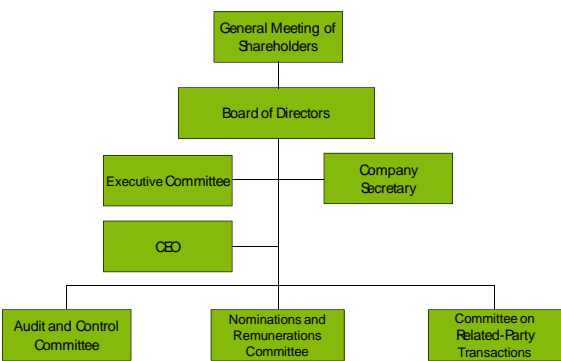 General Meeting of
Shareholders
Board of Directors
Executive Committee
Company
Secretary
CEO
Audit and Control
Committee
Nominations and
Remunerations
Committee
Committee on
Related-Party
Transactions